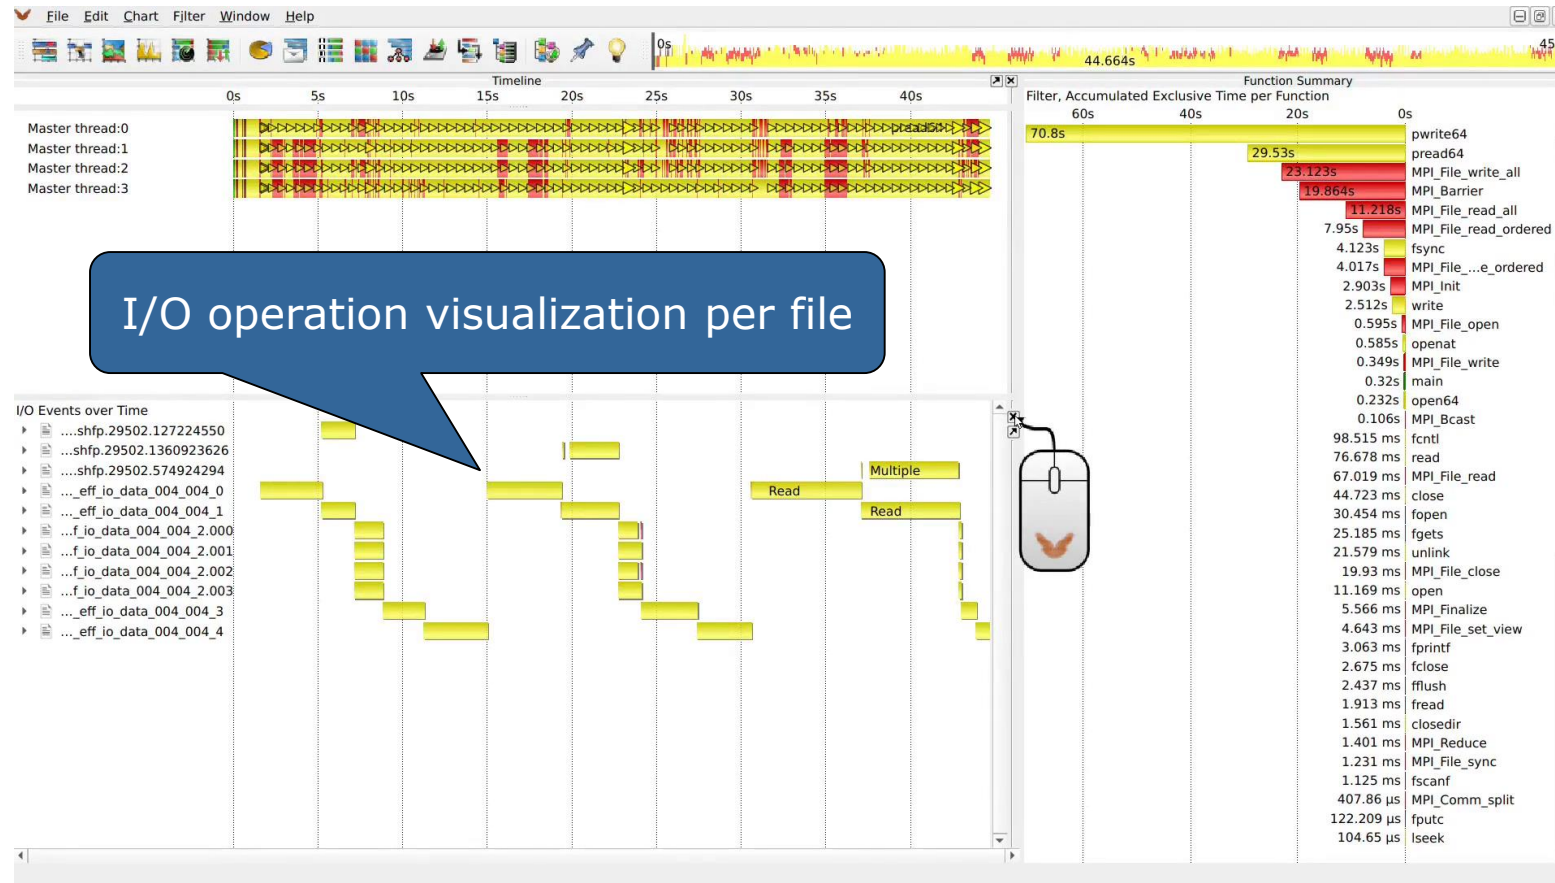 File Edit Chart Filter Window Help
0s
44.664s
45
Timeline
0s 5s 10s 15s 20s 25s 30s 35s 40s
Master thread:0
Master thread:1
Master thread:2
Master thread:3
I/O operation visualization per file
I/O Events over Time
....shfp.29502.127224550
...shfp.29502.1360923626
....shfp.29502.574924294
Multiple
..._eff_io_data_004_004_0
Read
..._eff_io_data_004_004_1
Read
...f_io_data_004_004_2.000
...f_io_data_004_004_2.001
...f_io_data_004_004_2.002
...f_io_data_004_004_2.003
..._eff_io_data_004_004_3
..._eff_io_data_004_004_4
Function Summary
Filter, Accumulated Exclusive Time per Function
60s 40s 20s 0s
70.8s pwrite64
29.53s pread64
23.123s MPI_File_write_all
19.864s MPI_Barrier
11.218s MPI_File_read_all
7.95s MPI_File_read_ordered
4.123s fsync
4.017s MPI_File_...e_ordered
2.903s MPI_Init
2.512s write
0.595s MPI_File_open
0.585s openat
0.349s MPI_File_write
0.32s main
0.232s open64
0.106s MPI_Bcast
98.515 ms fcntl
76.678 ms read
67.019 ms MPI_File_read
44.723 ms close
30.454 ms fopen
25.185 ms fgets
21.579 ms unlink
19.93 ms MPI_File_close
11.169 ms open
5.566 ms MPI_Finalize
4.643 ms MPI_File_set_view
3.063 ms fprintf
2.675 ms fclose
2.437 ms fflush
1.913 ms fread
1.561 ms closedir
1.401 ms MPI_Reduce
1.231 ms MPI_File_sync
1.125 ms fscanf
407.86 µs MPI_Comm_split
122.209 µs fputc
104.65 µs lseek